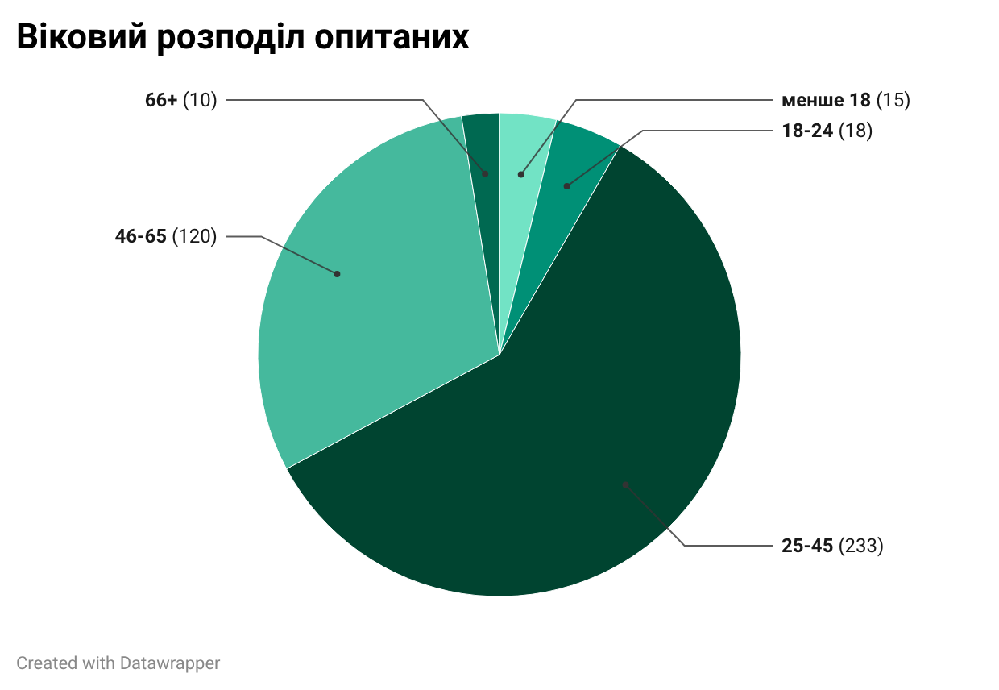 Віковий розподіл опитаних
66+ (10)
менше 18 (15)
18-24 (18)
46-65 (120)
25-45 (233)
Created with Datawrapper